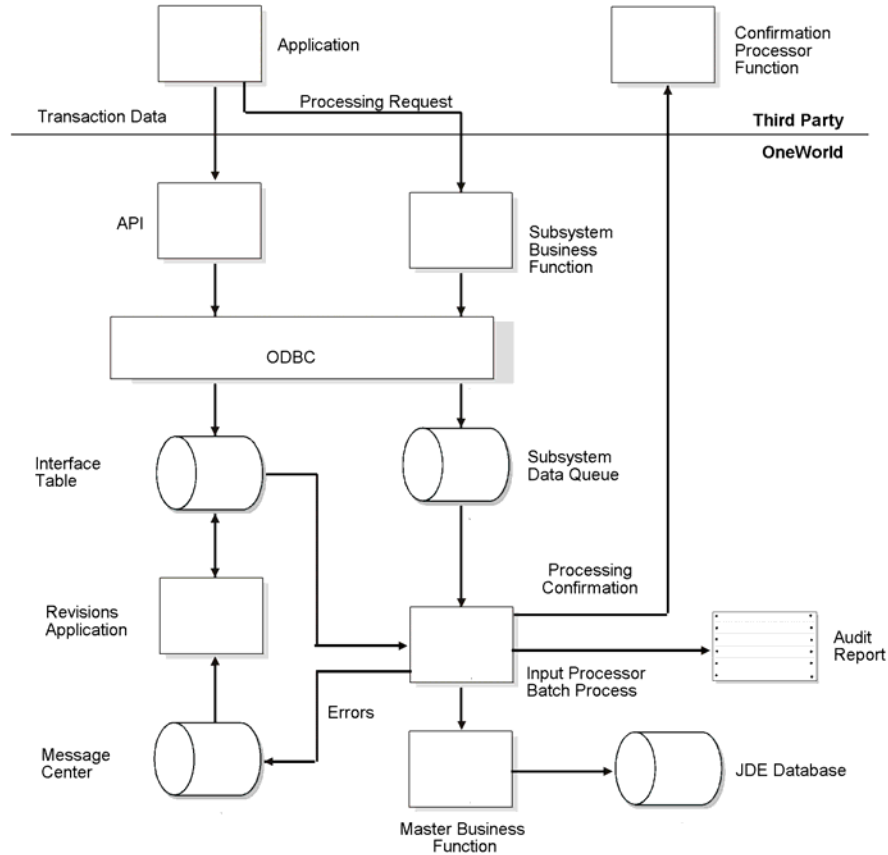 Application
Confirmation
Processor
Function
Processing Request
Transaction Data
Third Party
OneWorld
API
Subsystem
Business
Function
ODBC
Interface
Table
Subsystem
Data Queue
Processing
Confirmation
Revisions
Application
Audit
Report
Input Processor
Batch Process
Errors
Message
Center
JDE Database
Master Business
Function